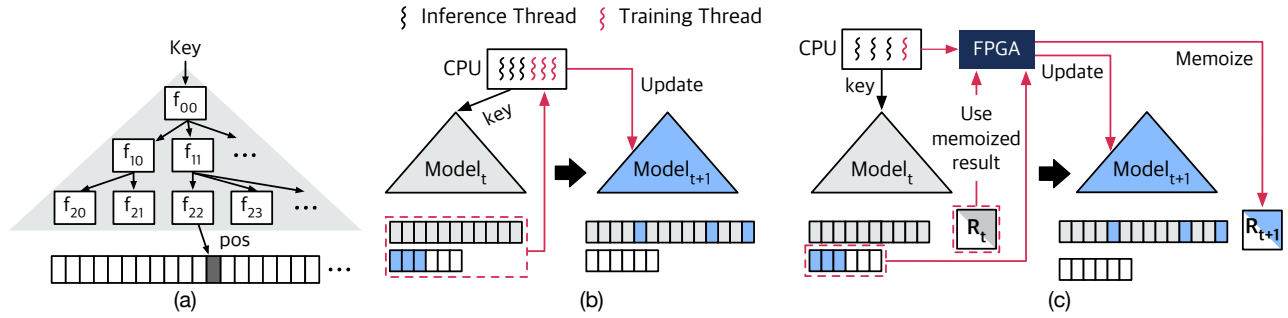 Key
f00
f10 f11 ...
f20 f21 f22 f23 ...
pos
...
(a)
Inference Thread Training Thread
CPU
Update
key
Modelt Modelt+1
(b)
CPU FPGA
Memoize
Update
key
Use
memoized
result
Modelt Modelt+1
Rt Rt+1
(c)